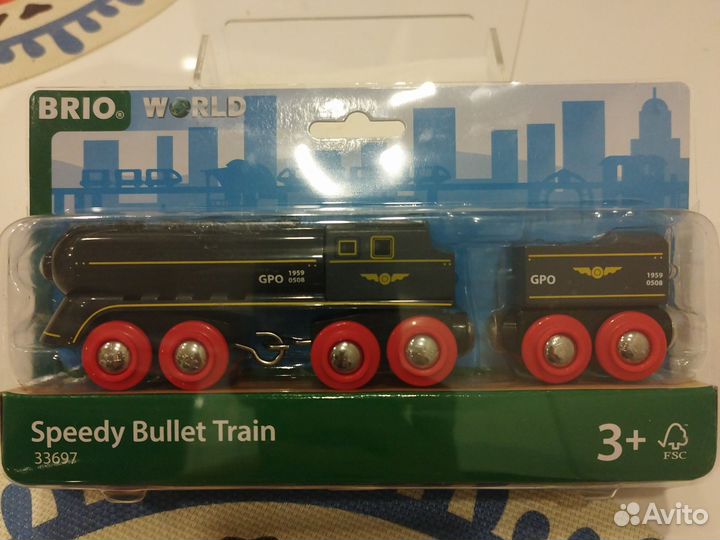 BRIO® WORLD
GPO 1959
0508
GPO 1959
0508
Speedy Bullet Train
33697
3+
FSC
Avito